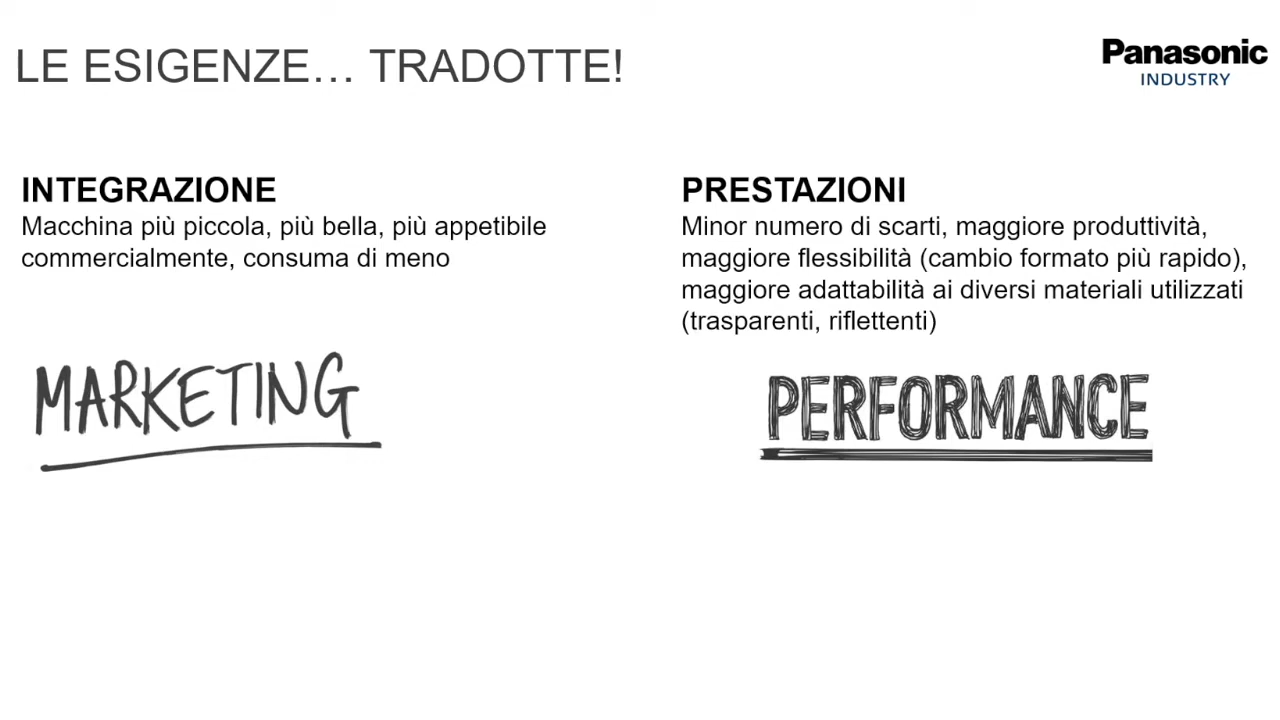 LE ESIGENZE… TRADOTTE!
Panasonic
INDUSTRY
INTEGRAZIONE
Macchina più piccola, più bella, più appetibile
commercialmente, consuma di meno
MARKETING
PRESTAZIONI
Minor numero di scarti, maggiore produttività,
maggiore flessibilità (cambio formato più rapido),
maggiore adattabilità ai diversi materiali utilizzati
(trasparenti, riflettenti)
PERFORMANCE